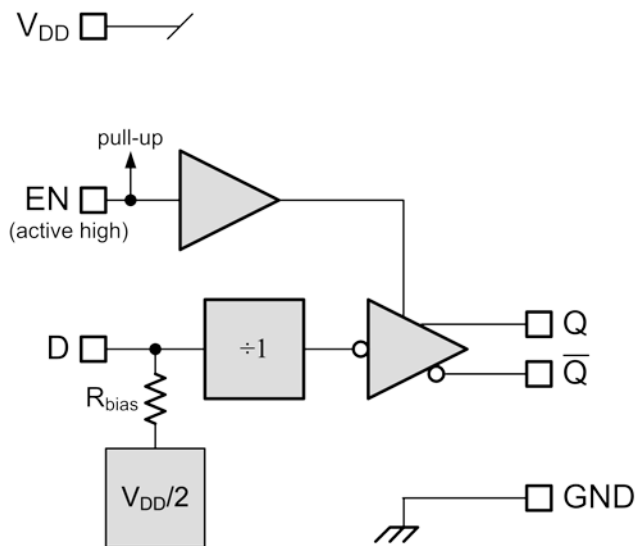 VDD
pull-up
EN
(active high)
D
÷1
Q
Q̅
Rbias
VDD/2
GND